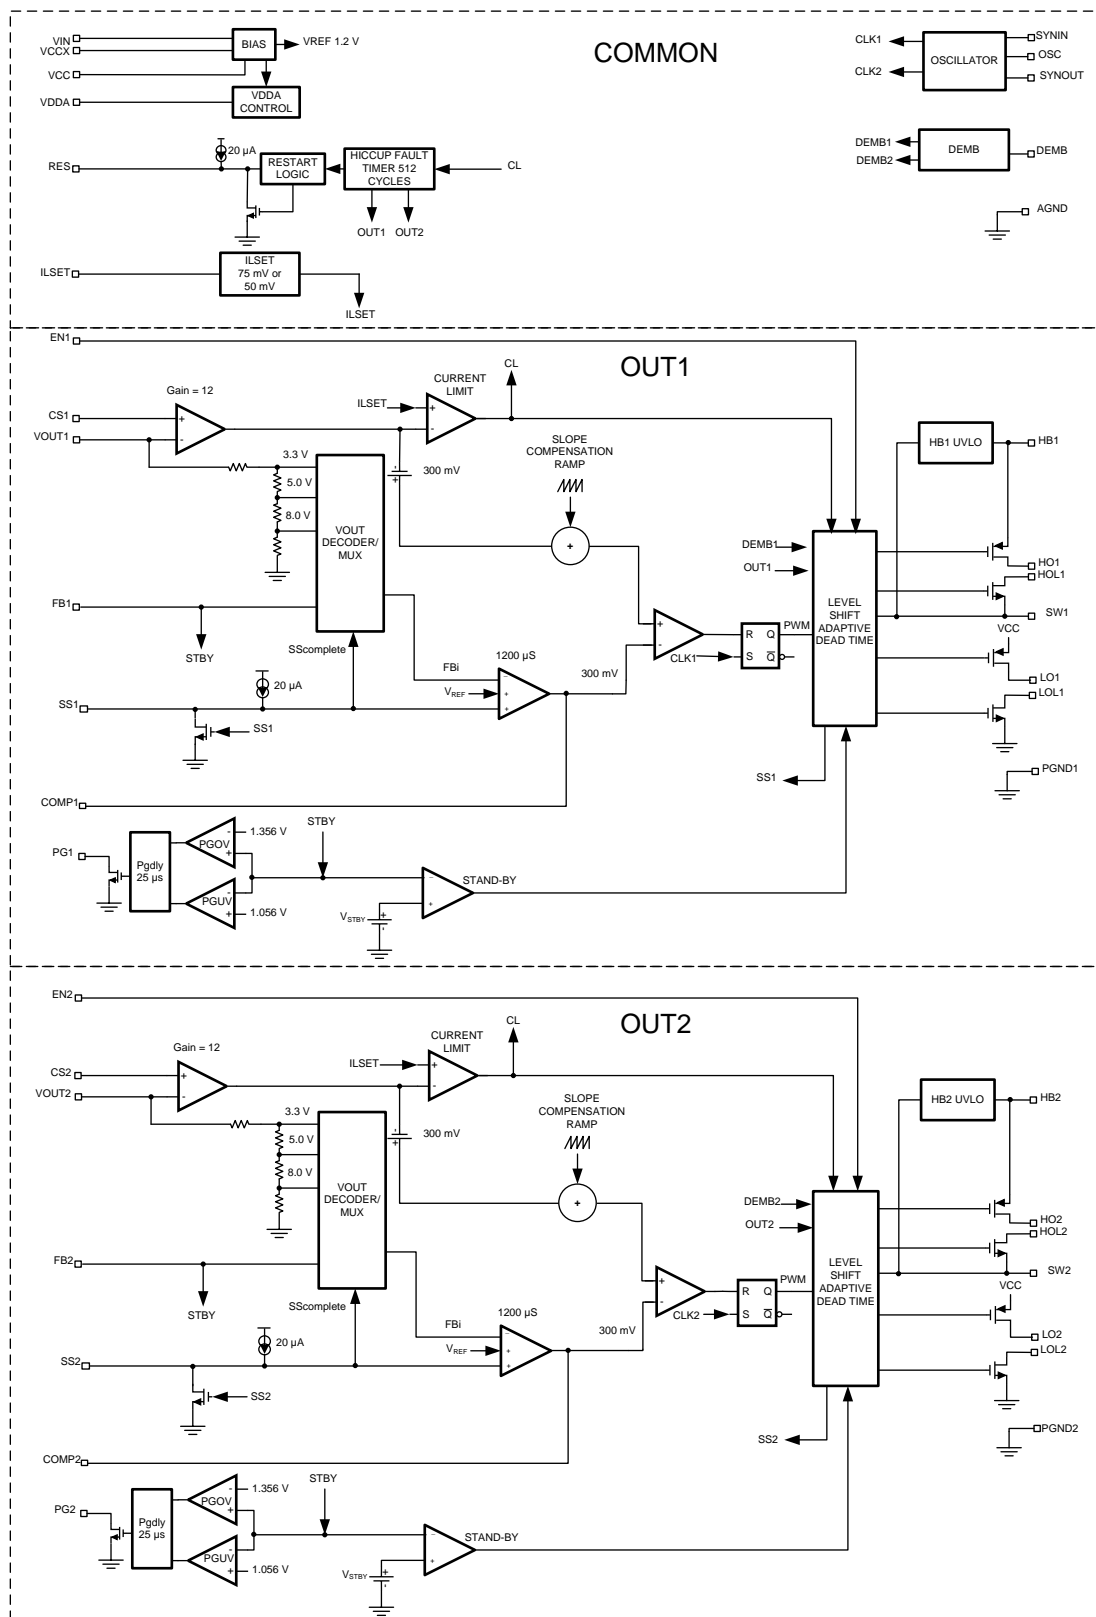 COMMON
VIN
VCCX
BIAS
VREF 1.2 V
VCC
VDDA
VDDA
CONTROL
CLK1
CLK2
OSCILLATOR
SYNIN
OSC
SYNOUT
RES
20 µA
RESTART
LOGIC
HICCUP FAULT
TIMER 512
CYCLES
CL
OUT1
OUT2
DEMB1
DEMB2
DEMB
DEMB
AGND
ILSET
ILSET
75 mV or
50 mV
ILSET
EN1
OUT1
Gain = 12
CURRENT
LIMIT
CL
ILSET
+
-
CS1
+
VOUT1
-
3.3 V
5.0 V
8.0 V
VOUT
DECODER/
MUX
-
+
300 mV
SLOPE
COMPENSATION
RAMP
+
HB1 UVLO
HB1
DEMB1
OUT1
LEVEL
SHIFT
ADAPTIVE
DEAD TIME
HO1
HOL1
SW1
VCC
LO1
LOL1
FB1
STBY
SScomplete
FBi
1200 µS
VREF
-
+
+
300 mV
+
-
CLK1
R
Q
S
Q
PWM
20 µA
SS1
SS1
SS1
PGND1
COMP1
PG1
Pgdly
25 µs
PGOV
-
+
1.356 V
PGUV
-
+
1.056 V
STBY
-
+
STAND-BY
VSTBY
+
-
EN2
OUT2
Gain = 12
CURRENT
LIMIT
CL
ILSET
+
-
CS2
+
VOUT2
-
3.3 V
5.0 V
8.0 V
VOUT
DECODER/
MUX
-
+
300 mV
SLOPE
COMPENSATION
RAMP
+
HB2 UVLO
HB2
DEMB2
OUT2
LEVEL
SHIFT
ADAPTIVE
DEAD TIME
HO2
HOL2
SW2
VCC
LO2
LOL2
FB2
STBY
SScomplete
FBi
1200 µS
VREF
-
+
+
300 mV
+
-
CLK2
R
Q
S
Q
PWM
20 µA
SS2
SS2
SS2
PGND2
COMP2
PG2
Pgdly
25 µs
PGOV
-
+
1.356 V
PGUV
-
+
1.056 V
STBY
-
+
STAND-BY
VSTBY
+
-